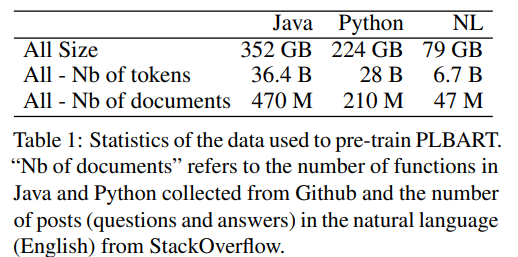 Java Python NL
All Size 352 GB 224 GB 79 GB
All - Nb of tokens 36.4 B 28 B 6.7 B
All - Nb of documents 470 M 210 M 47 M
Table 1: Statistics of the data used to pre-train PLBART.
“Nb of documents” refers to the number of functions in
Java and Python collected from Github and the number
of posts (questions and answers) in the natural language
(English) from StackOverflow.